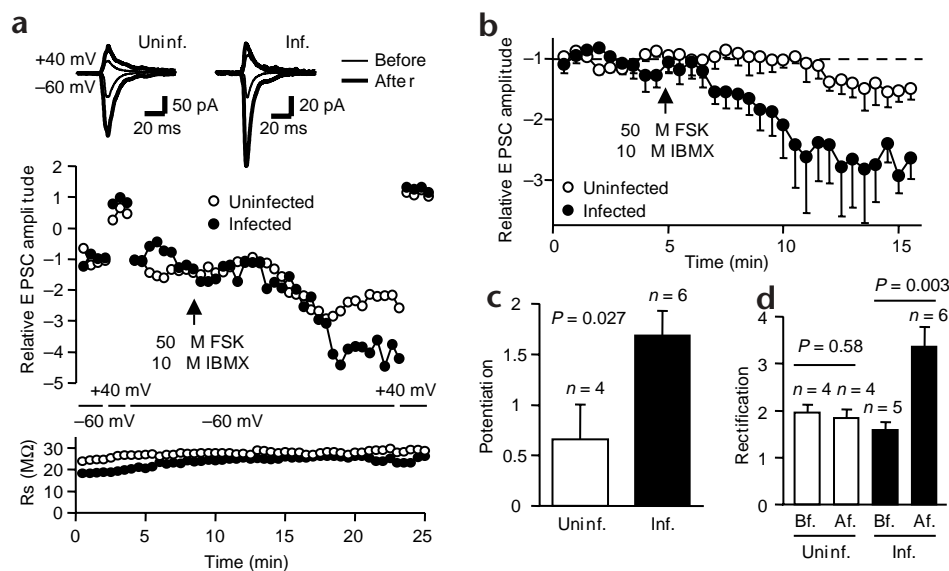 a
Uninf.
Inf.
+40 mV
−60 mV
Before
After
50 pA
20 ms
20 pA
20 ms
Relative EPSC amplitude
2
1
0
−1
−2
−3
−4
−5
Uninfected
Infected
50 M FSK
10 M IBMX
+40 mV
+40 mV
−60 mV
−60 mV
Rs (MΩ)
30
20
10
0
0
5
10
15
20
25
Time (min)
b
Relative EPSC amplitude
−1
−2
−3
50 M FSK
10 M IBMX
Uninfected
Infected
0
5
10
15
Time (min)
c
Potentiation
2
1.5
1
0.5
0
P = 0.027
n = 6
n = 4
Uninf.
Inf.
d
Rectification
4
3
2
1
0
P = 0.003
n = 6
P = 0.58
n = 4
n = 4
n = 5
Bf.
Af.
Bf.
Af.
Uninf.
Inf.